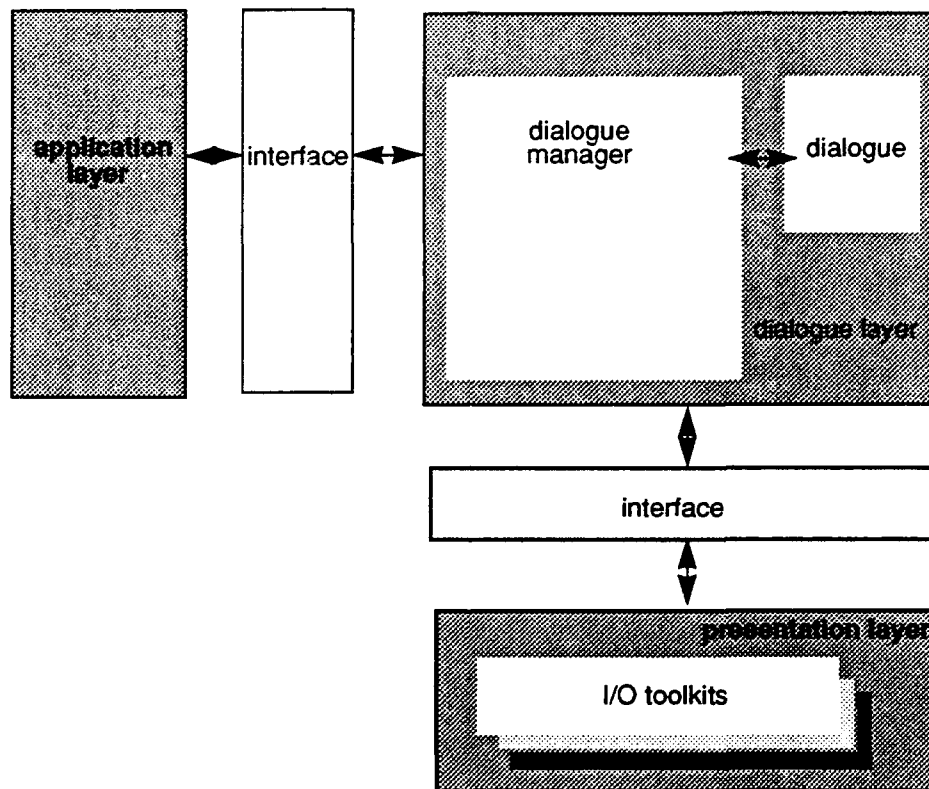 application
layer
interface
dialogue
manager
dialogue
dialogue layer
interface
presentation layer
I/O toolkits